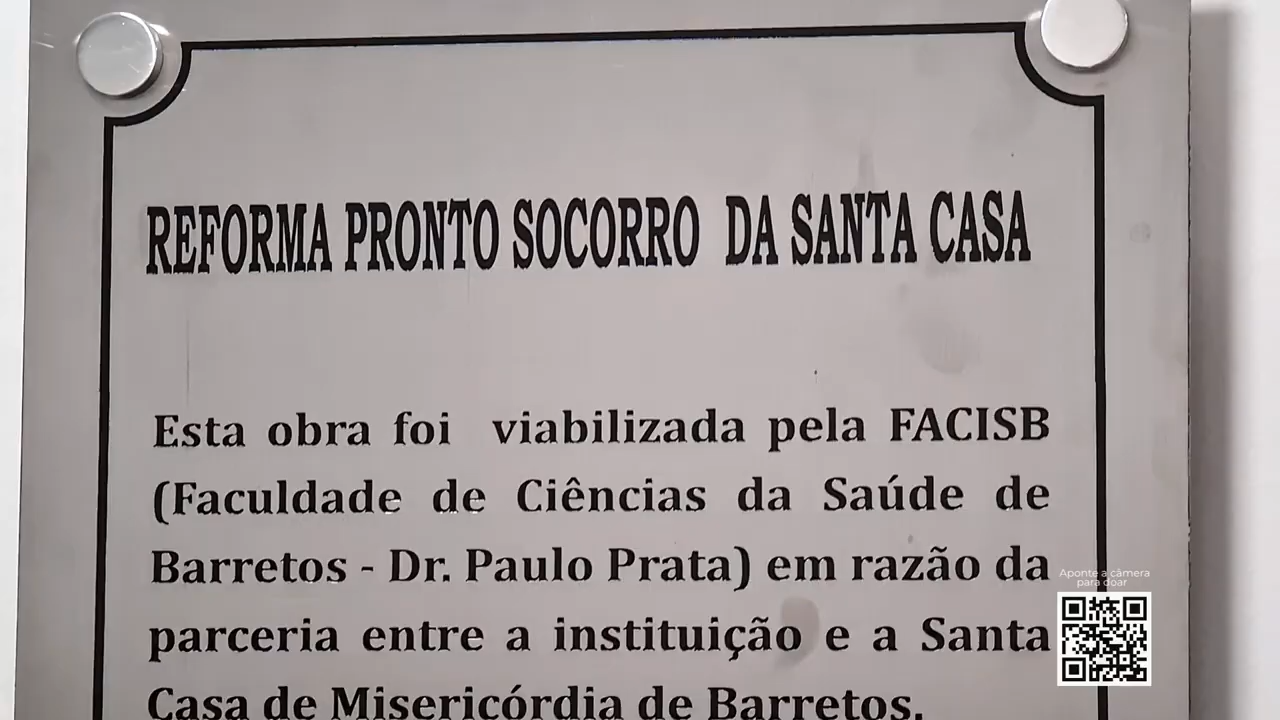 REFORMA PRONTO SOCORRO DA SANTA CASA
Esta obra foi viabilizada pela FACISB
(Faculdade de Ciências da Saúde de
Barretos - Dr. Paulo Prata) em razão da
parceria entre a instituição e a Santa
Casa de Misericórdia de Barretos.
Aponte a câmera
para doar